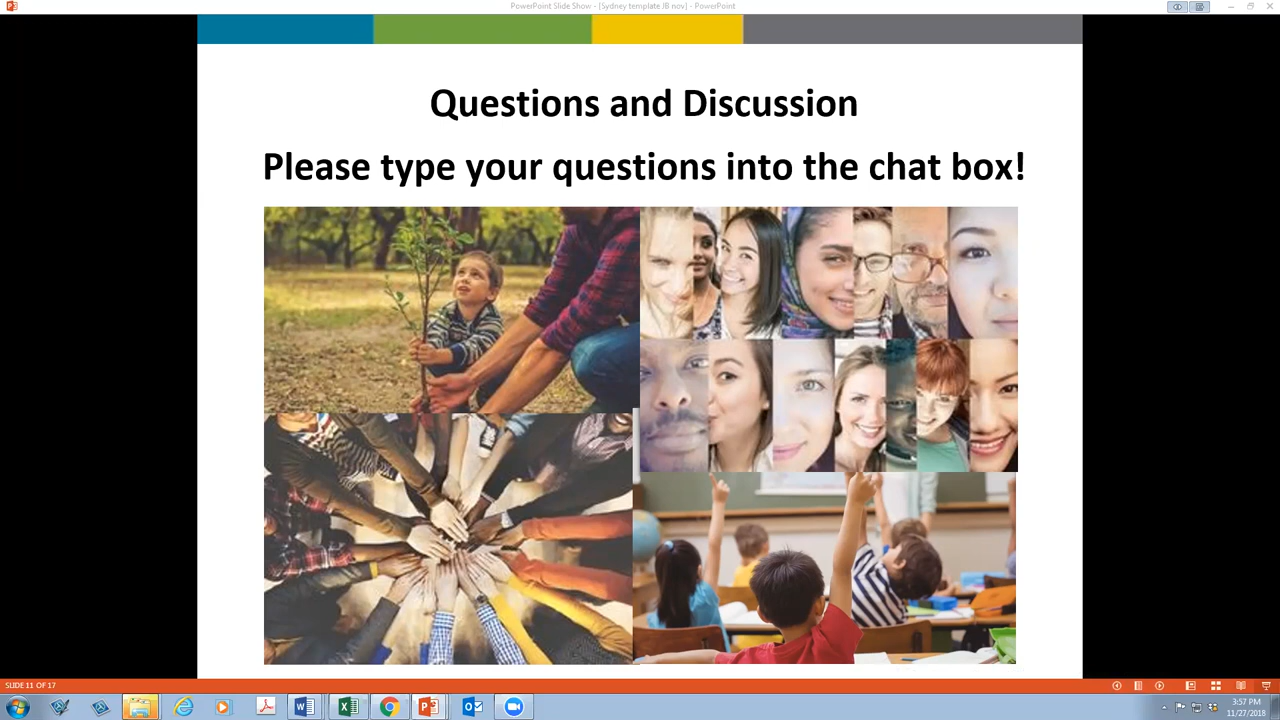 PowerPoint Slide Show - [Sydney template JB nov] - PowerPoint
Questions and Discussion
Please type your questions into the chat box!
SLIDE 11 OF 17
3:57 PM
11/27/2018